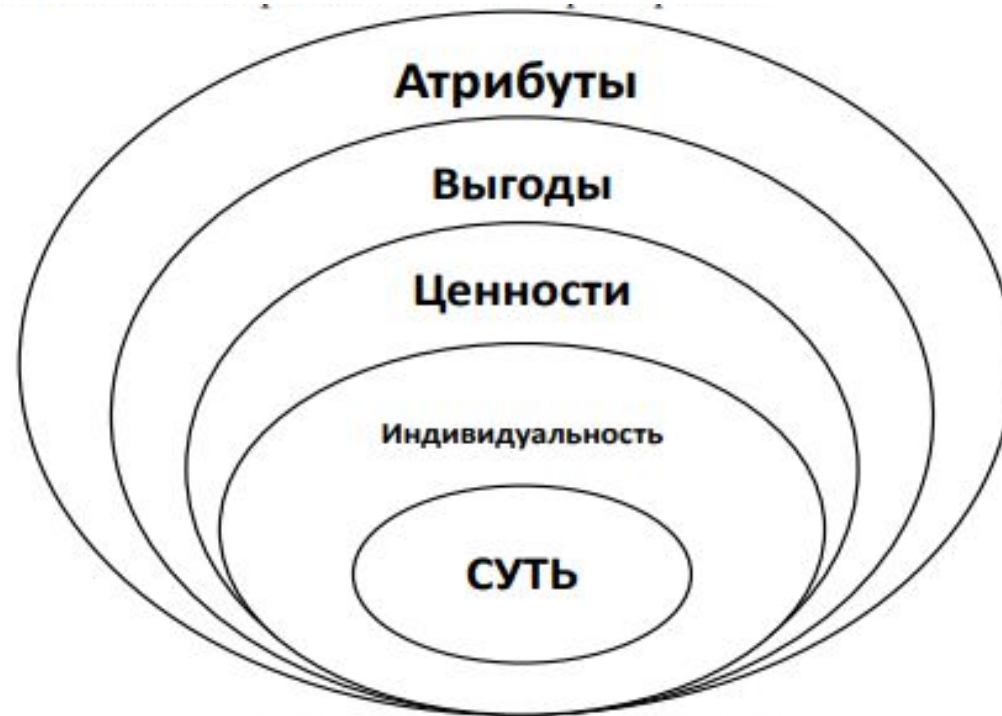 Атрибуты
Выгоды
Ценности
Индивидуальность
СУТЬ